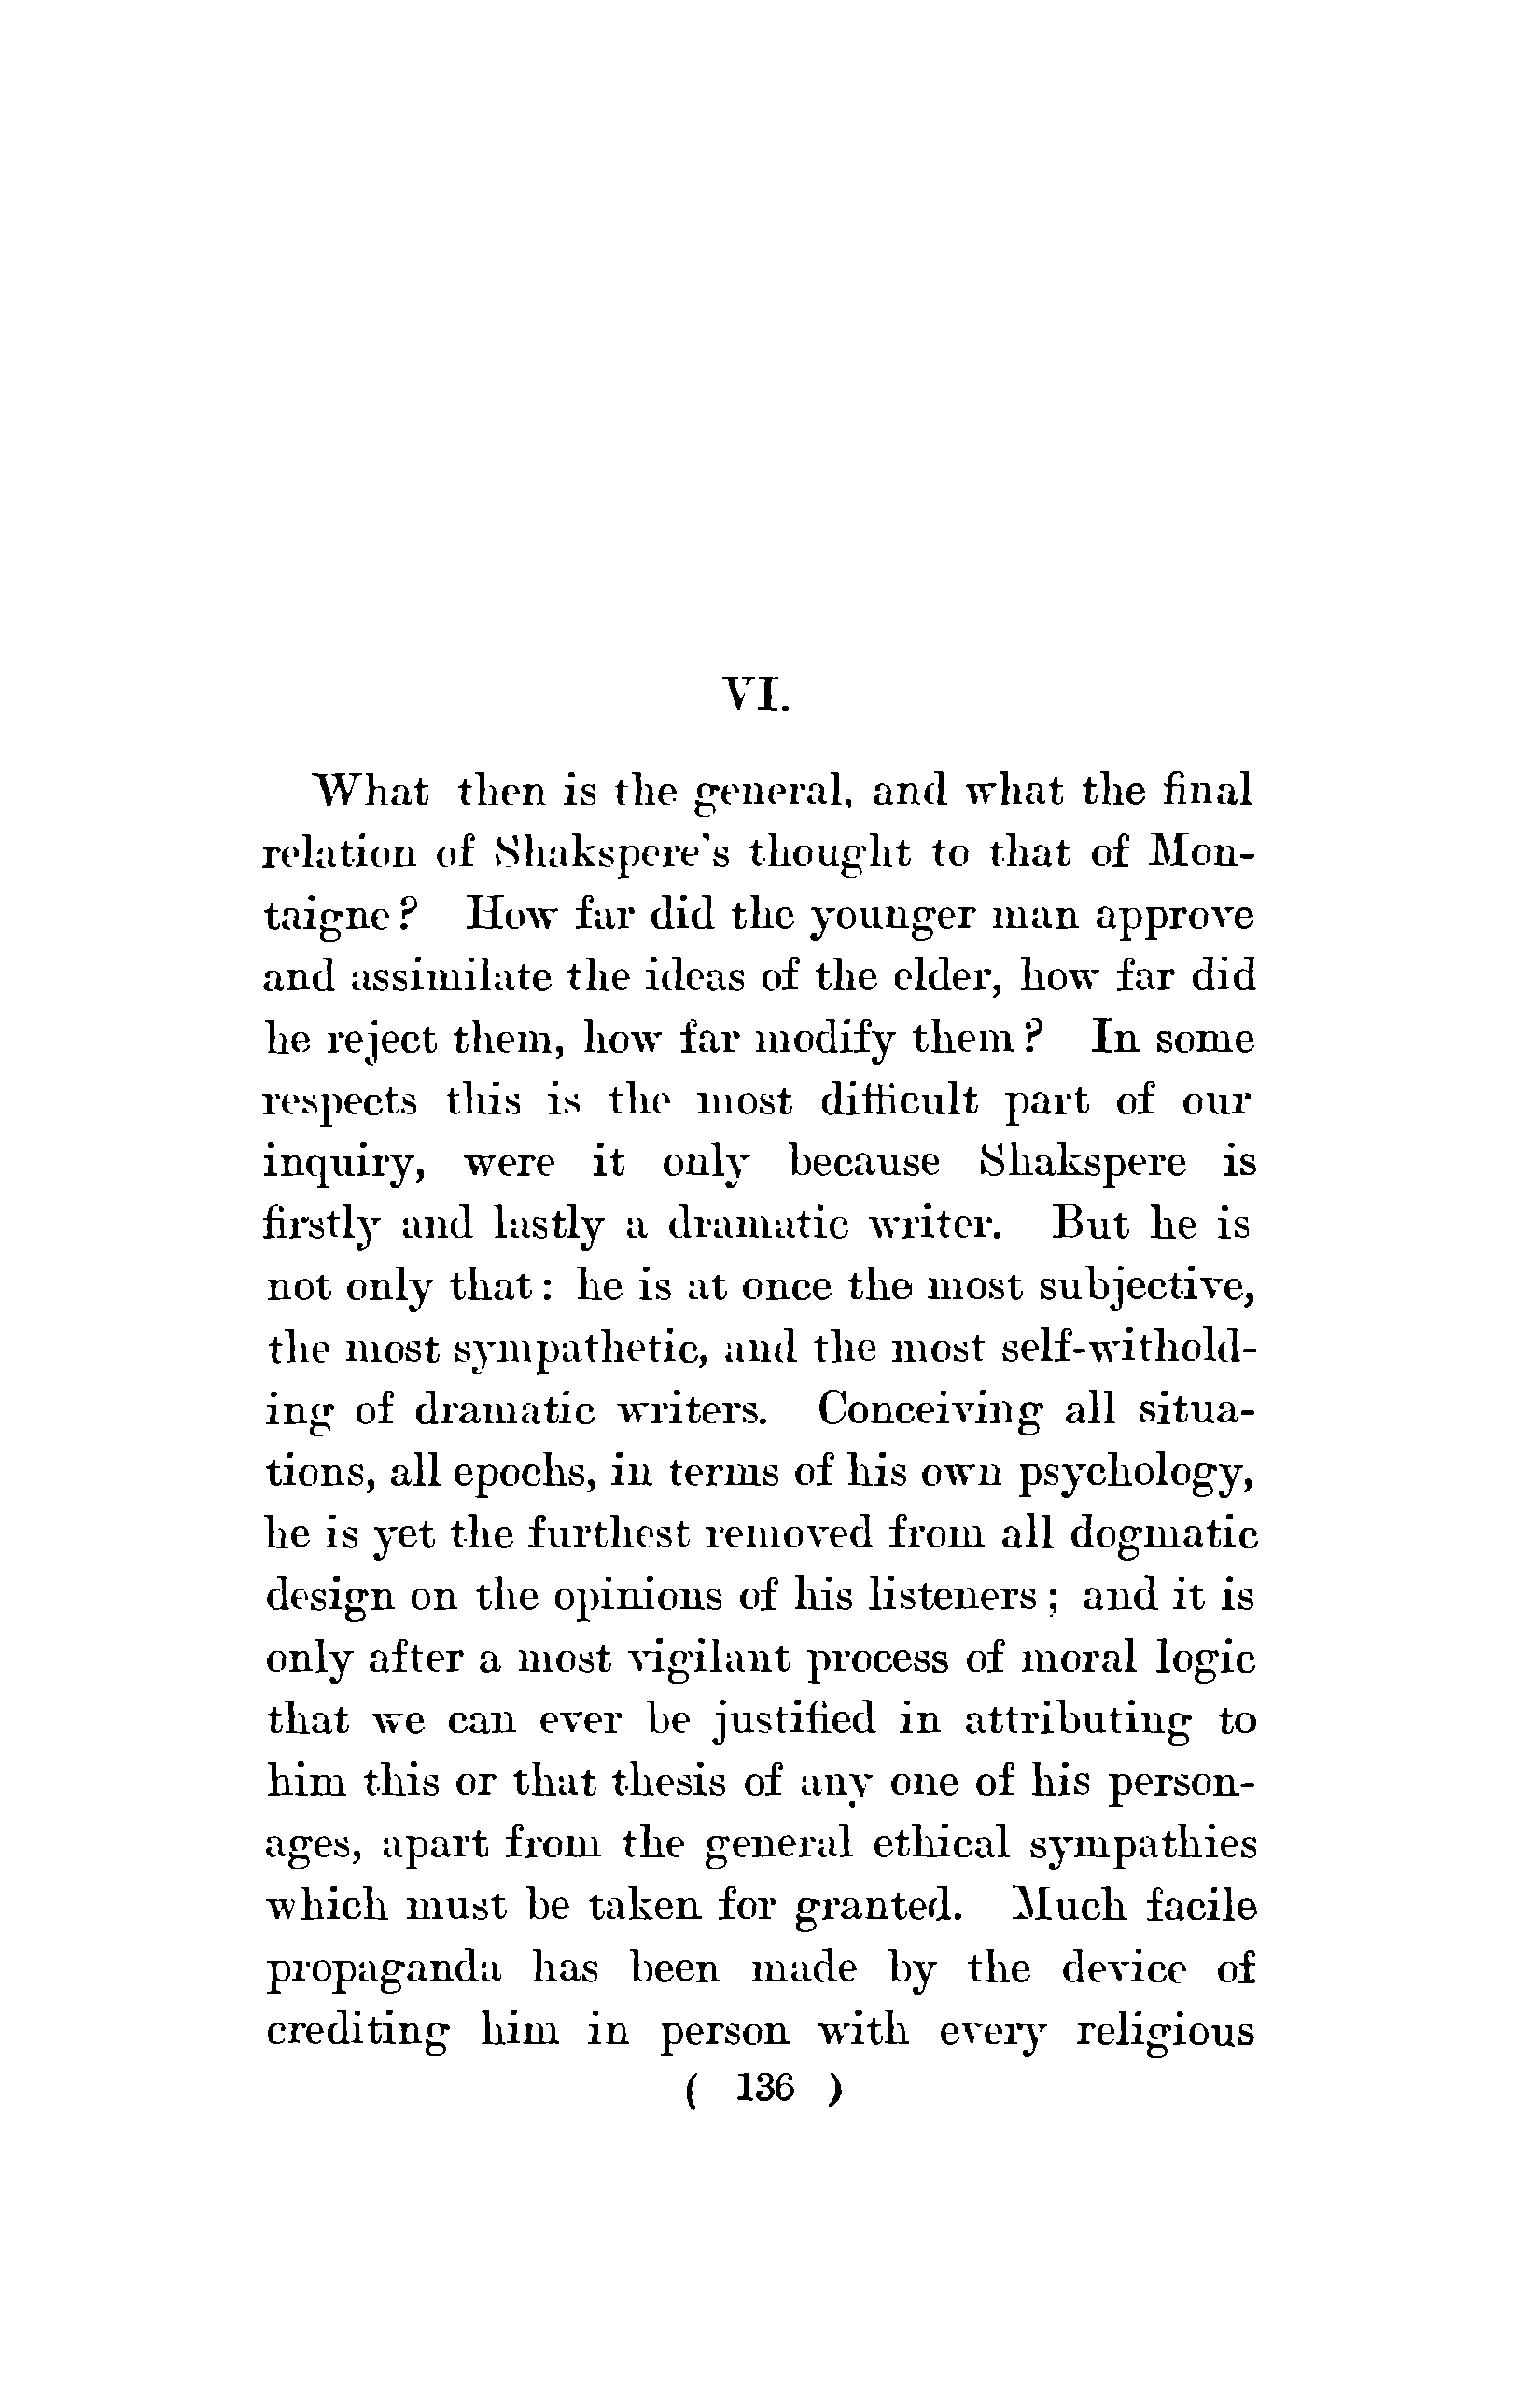 VI.
What then is the general, and what the final
relation of Shakspere's thought to that of Mon-
taigne? How far did the younger man approve
and assimilate the ideas of the elder, how far did
he reject them, how far modify them? In some
respects this is the most difficult part of our
inquiry, were it only because Shakspere is
firstly and lastly a dramatic writer. But he is
not only that: he is at once the most subjective,
the most sympathetic, and the most self-withold-
ing of dramatic writers. Conceiving all situa-
tions, all epochs, in terms of his own psychology,
he is yet the furthest removed from all dogmatic
design on the opinions of his listeners; and it is
only after a most vigilant process of moral logic
that we can ever be justified in attributing to
him this or that thesis of any one of his person-
ages, apart from the general ethical sympathies
which must be taken for granted. Much facile
propaganda has been made by the device of
crediting him in person with every religious
( 136 )